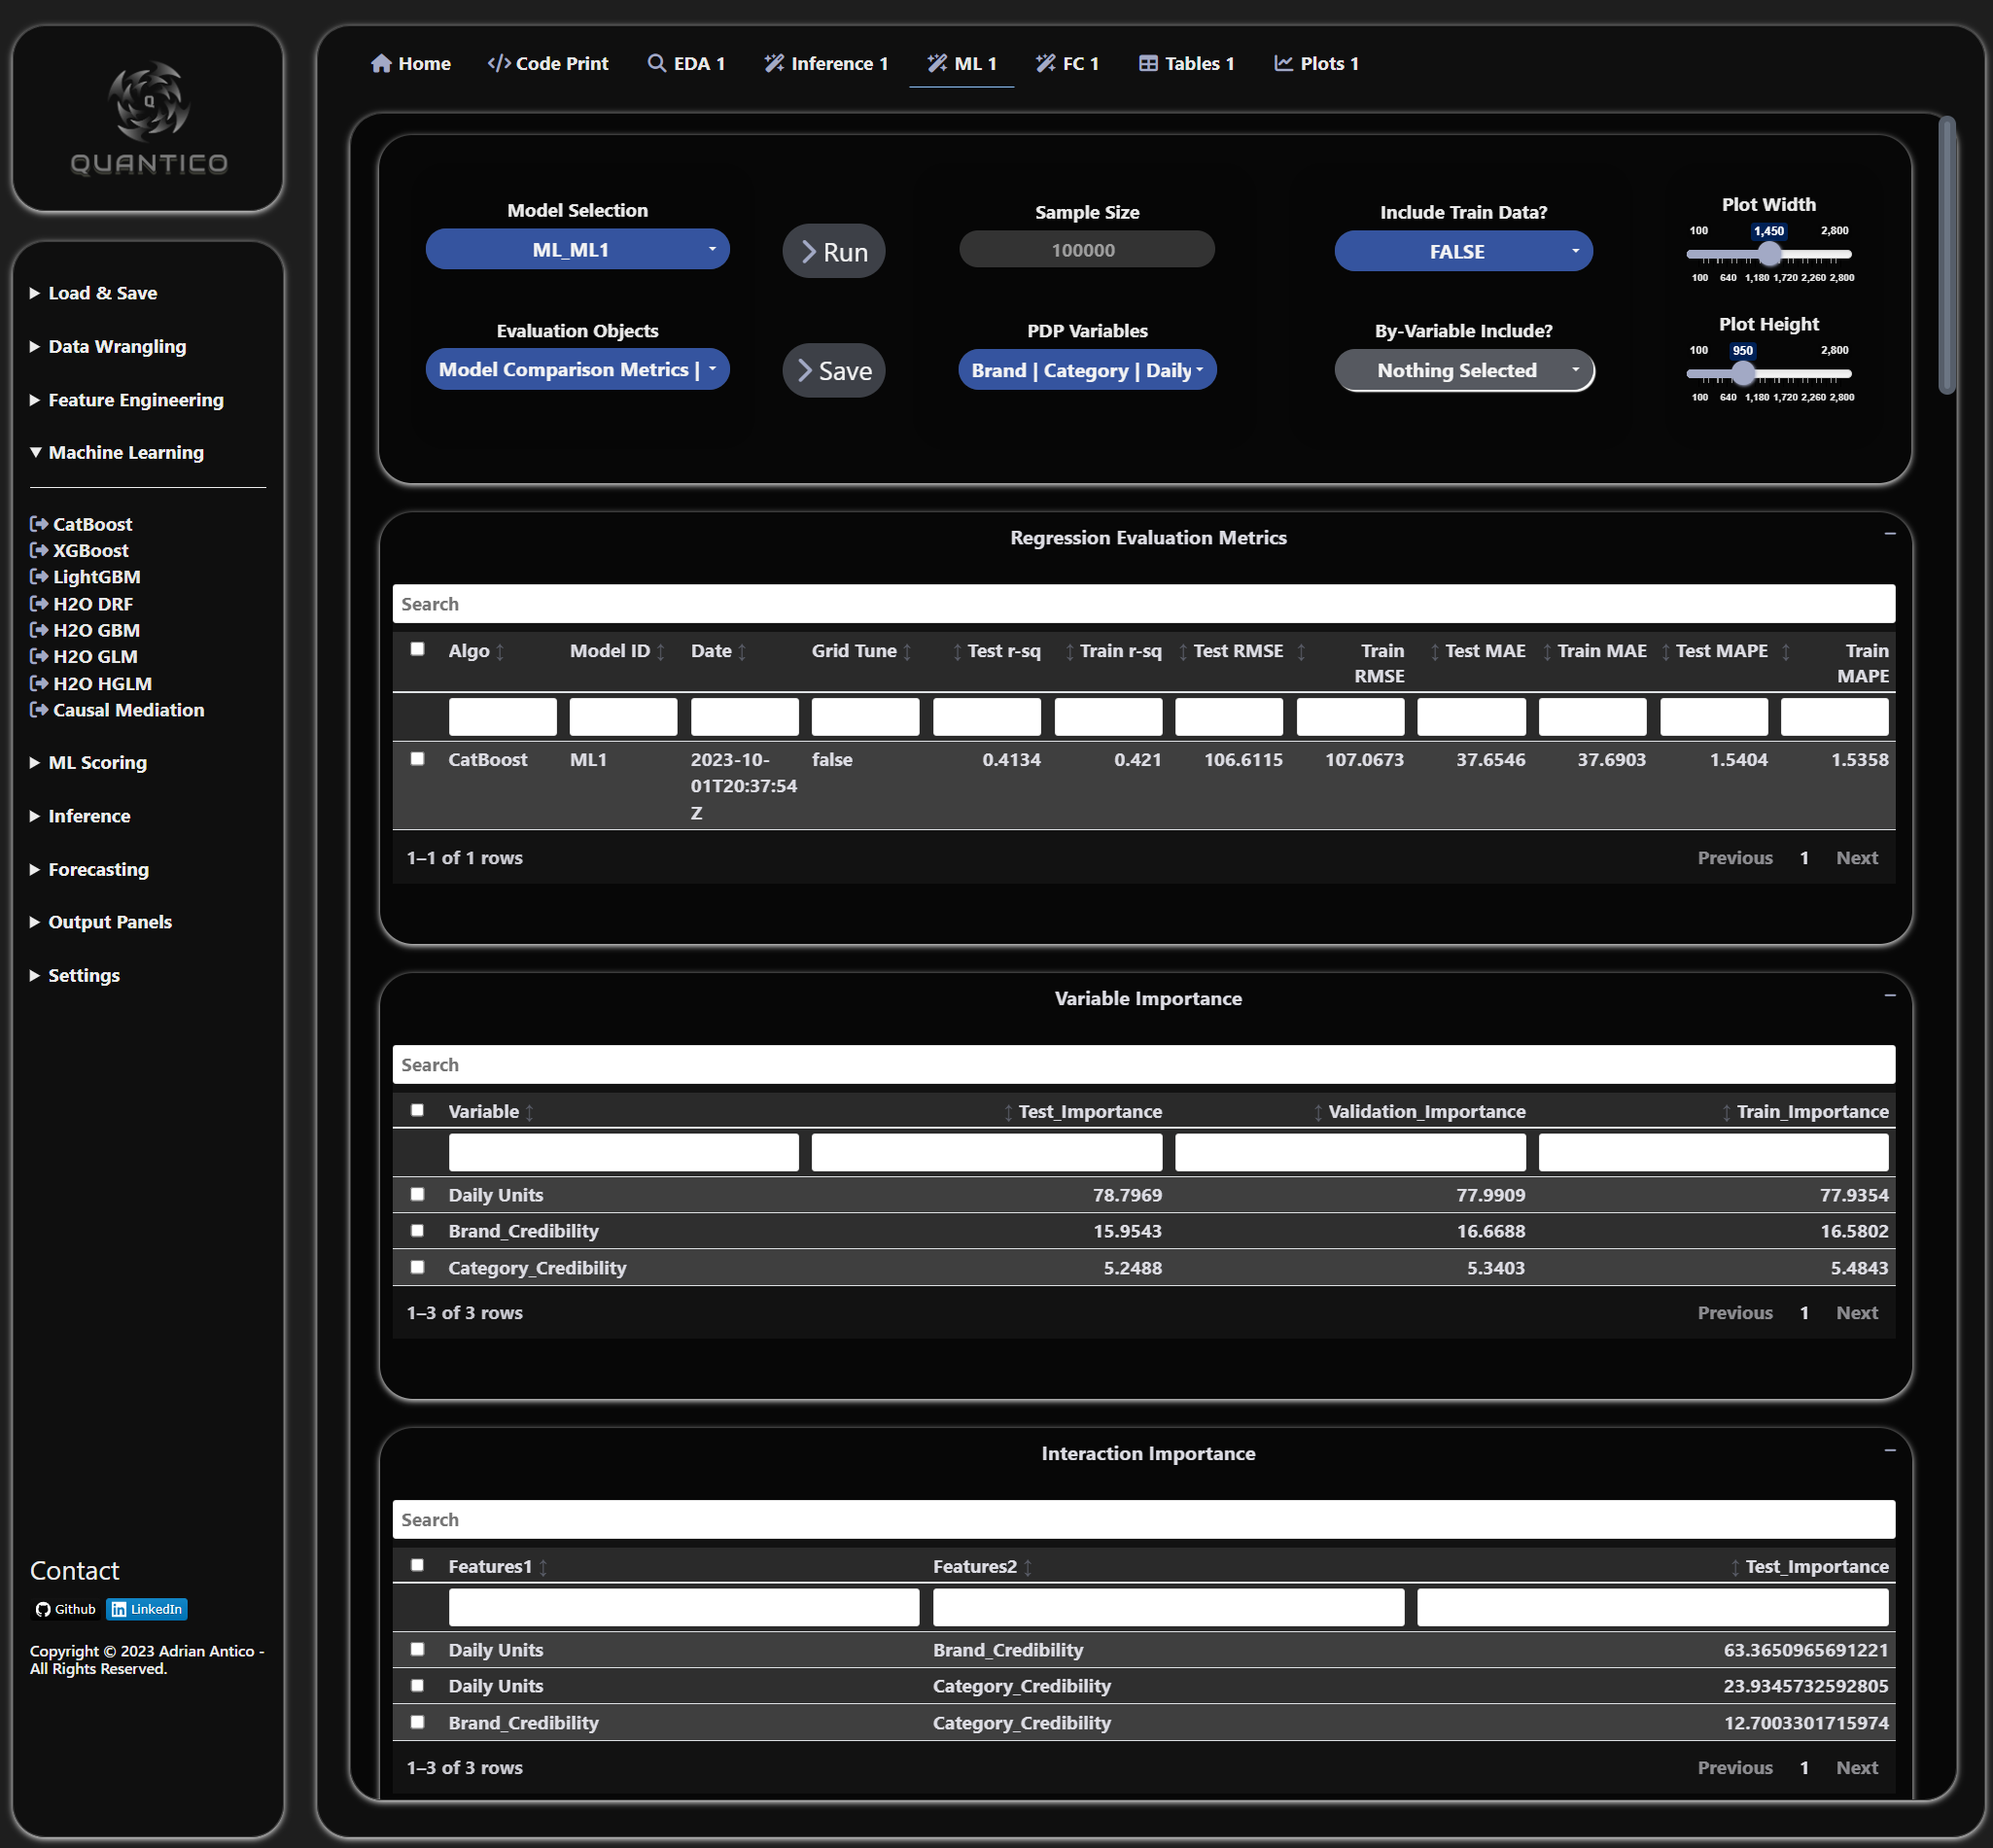 Q
QUANTICO
Load & Save
Data Wrangling
Feature Engineering
Machine Learning
CatBoost
XGBoost
LightGBM
H2O DRF
H2O GBM
H2O GLM
H2O HGLM
Causal Mediation
ML Scoring
Inference
Forecasting
Output Panels
Settings
Contact
Github LinkedIn
Copyright © 2023 Adrian Antico -
All Rights Reserved.
Home Code Print EDA 1 Inference 1 ML 1 FC 1 Tables 1 Plots 1
Model Selection
ML_ML1
Run
Sample Size
100000
Include Train Data?
FALSE
Plot Width
100 1,450 2,800
100 640 1,180 1,720 2,260 2,800
Evaluation Objects
Model Comparison Metrics |
Save
PDP Variables
Brand | Category | Daily
By-Variable Include?
Nothing Selected
Plot Height
100 950 2,800
100 640 1,180 1,720 2,260 2,800
Regression Evaluation Metrics
Search
Algo Model ID Date Grid Tune Test r-sq Train r-sq Test RMSE Train RMSE Test MAE Train MAE Test MAPE Train MAPE
CatBoost ML1 2023-10-01T20:37:54Z false 0.4134 0.421 106.6115 107.0673 37.6546 37.6903 1.5404 1.5358
1–1 of 1 rows Previous 1 Next
Variable Importance
Search
Variable Test_Importance Validation_Importance Train_Importance
Daily Units 78.7969 77.9909 77.9354
Brand_Credibility 15.9543 16.6688 16.5802
Category_Credibility 5.2488 5.3403 5.4843
1–3 of 3 rows Previous 1 Next
Interaction Importance
Search
Features1 Features2 Test_Importance
Daily Units Brand_Credibility 63.3650965691221
Daily Units Category_Credibility 23.9345732592805
Brand_Credibility Category_Credibility 12.7003301715974
1–3 of 3 rows Previous 1 Next